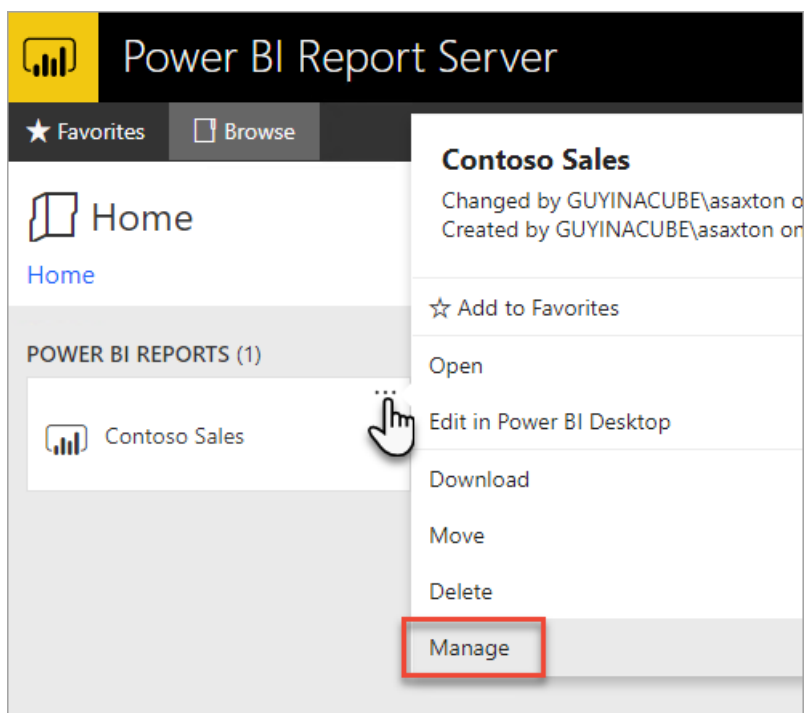 Power BI Report Server
Favorites
Browse
Home
Home
POWER BI REPORTS (1)
Contoso Sales
Contoso Sales
Changed by GUYINACUBE\asaxton o
Created by GUYINACUBE\asaxton on
Add to Favorites
Open
Edit in Power BI Desktop
Download
Move
Delete
Manage